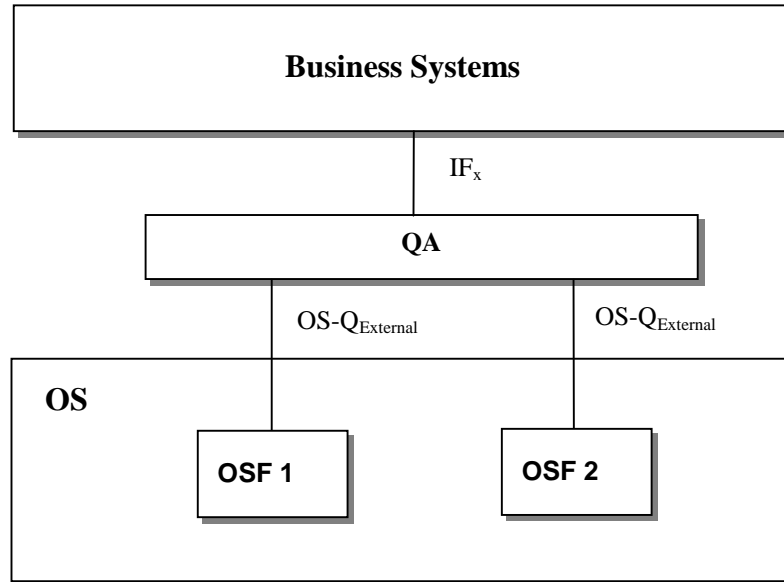 Business Systems
IFx
QA
OS-QExternal
OS-QExternal
OS
OSF 1
OSF 2